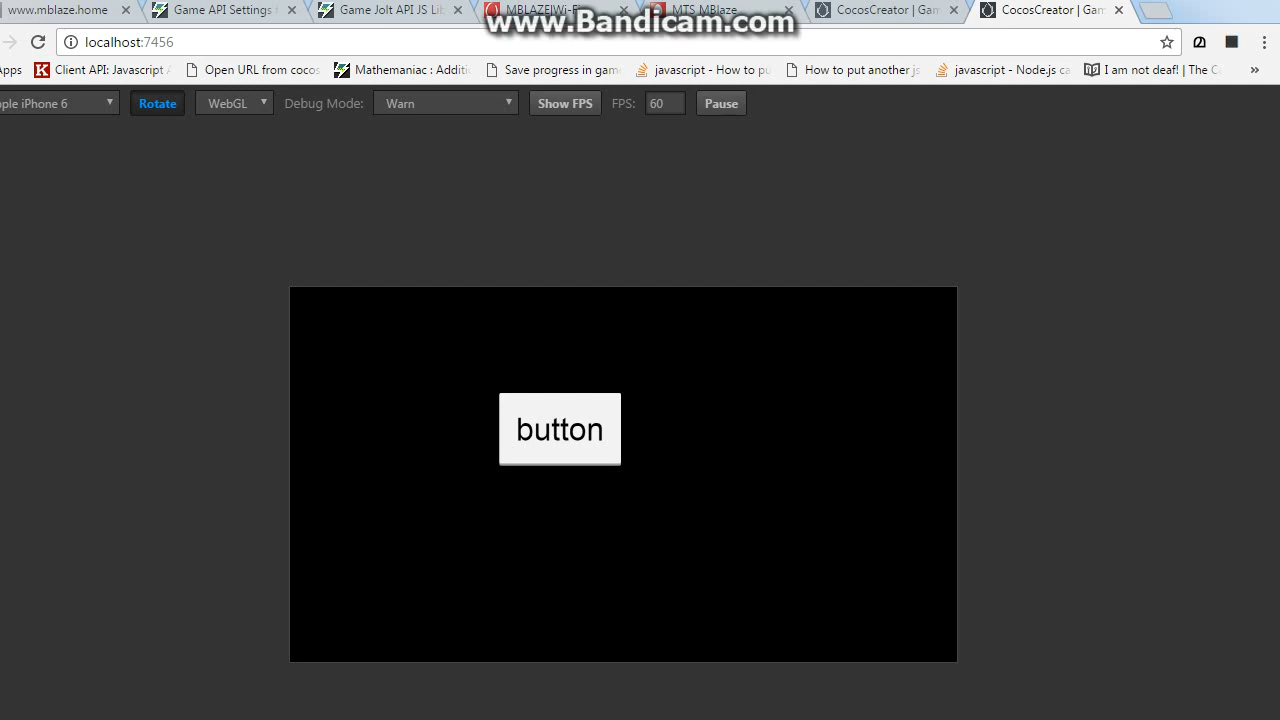 www.mblaze.home
Game API Settings
Game Jolt API JS Lib
MTS MBlaze
CocosCreator | Gam
CocosCreator | Gam
www.Bandicam.com
localhost:7456
Apps
Client API: Javascript
Open URL from cocos
Mathemaniac : Additi
Save progress in game
javascript - How to pu
How to put another js
javascript - Node.js ca
I am not deaf! | The C
»
ple iPhone 6
Rotate
WebGL
Debug Mode:
Warn
Show FPS
FPS:
60
Pause
button